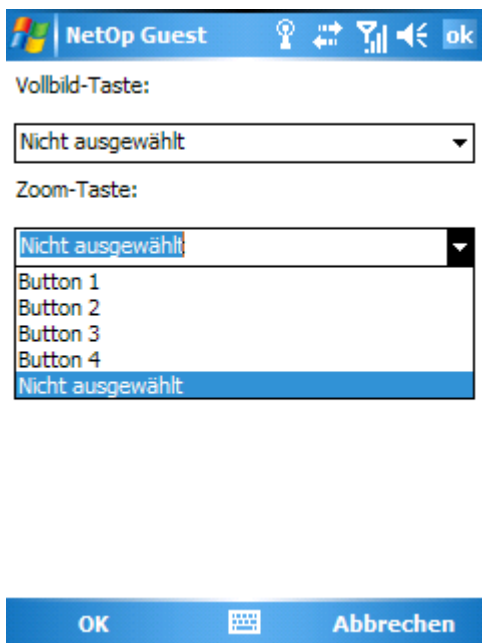 NetOp Guest ok
Vollbild-Taste:
Nicht ausgewählt
Zoom-Taste:
Nicht ausgewählt
Button 1
Button 2
Button 3
Button 4
Nicht ausgewählt
OK Abbrechen